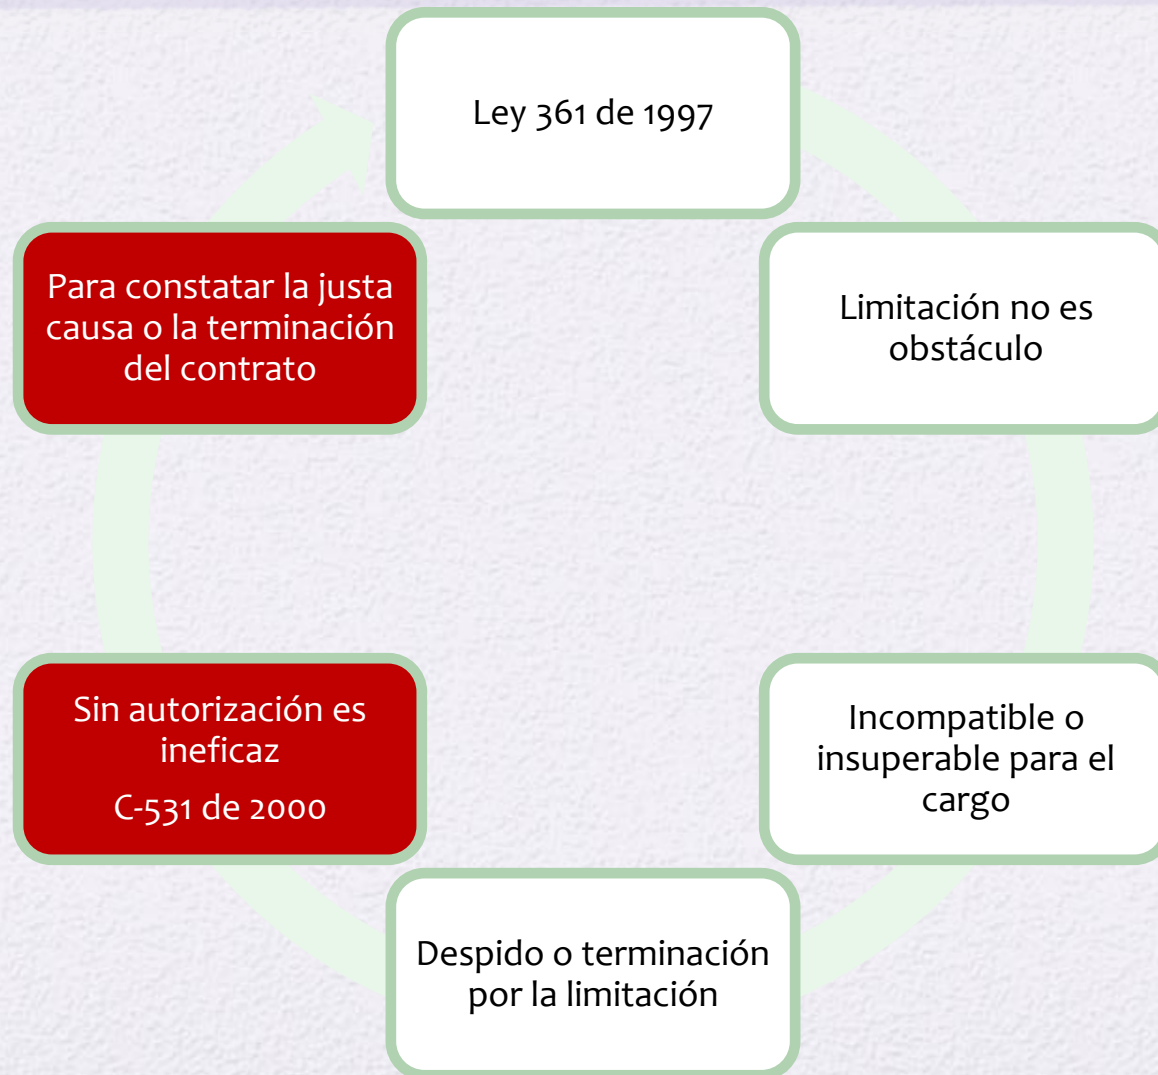 Ley 361 de 1997
Limitación no es
obstáculo
Incompatible o
insuperable para el
cargo
Despido o terminación
por la limitación
Sin autorización es
ineficaz
C-531 de 2000
Para constatar la justa
causa o la terminación
del contrato